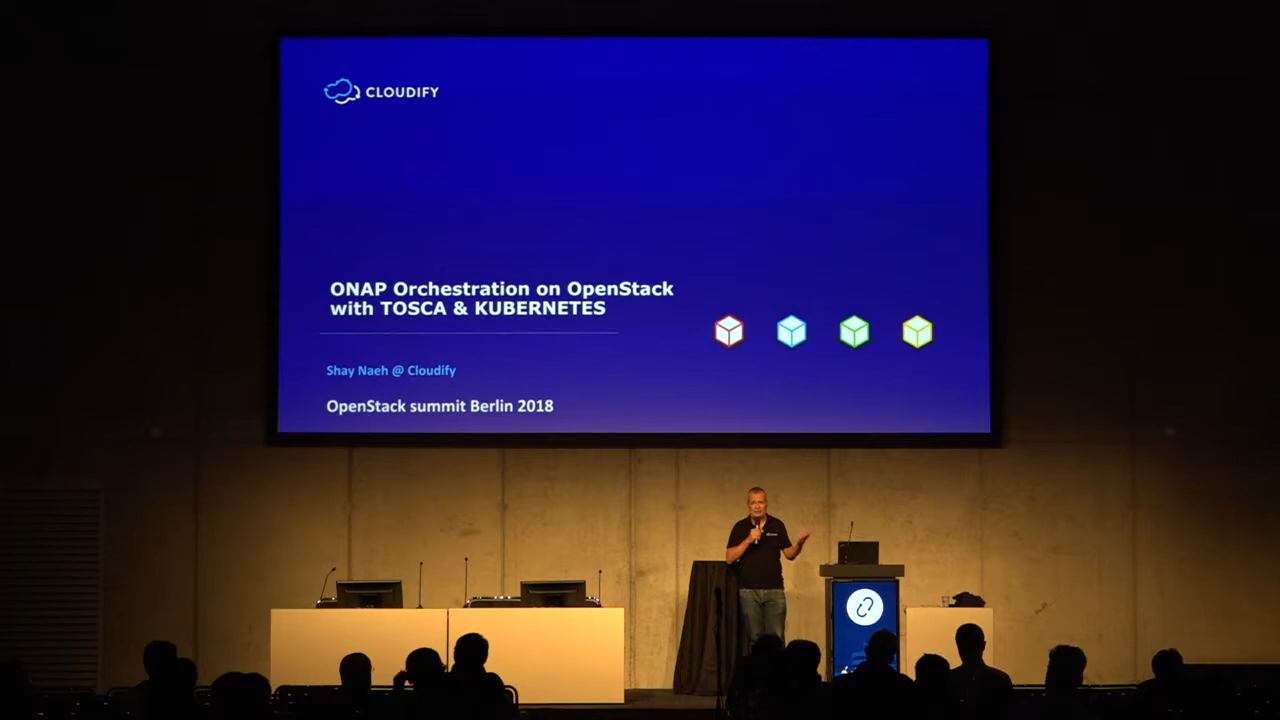 CLOUDIFY
ONAP Orchestration on OpenStack
with TOSCA & KUBERNETES
Shay Naeh @ Cloudify
OpenStack summit Berlin 2018